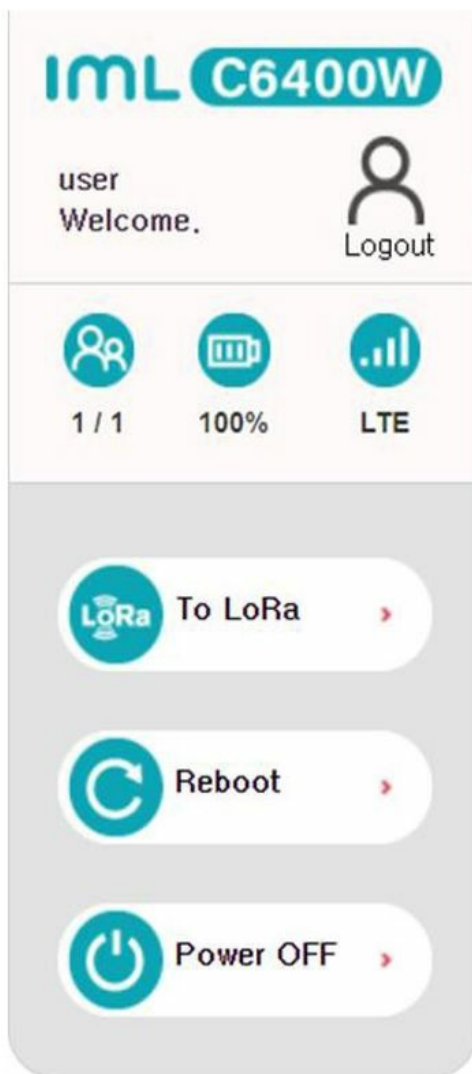 IML C6400W
user
Welcome.
Logout
1 / 1
100%
LTE
LoRa
To LoRa
Reboot
Power OFF